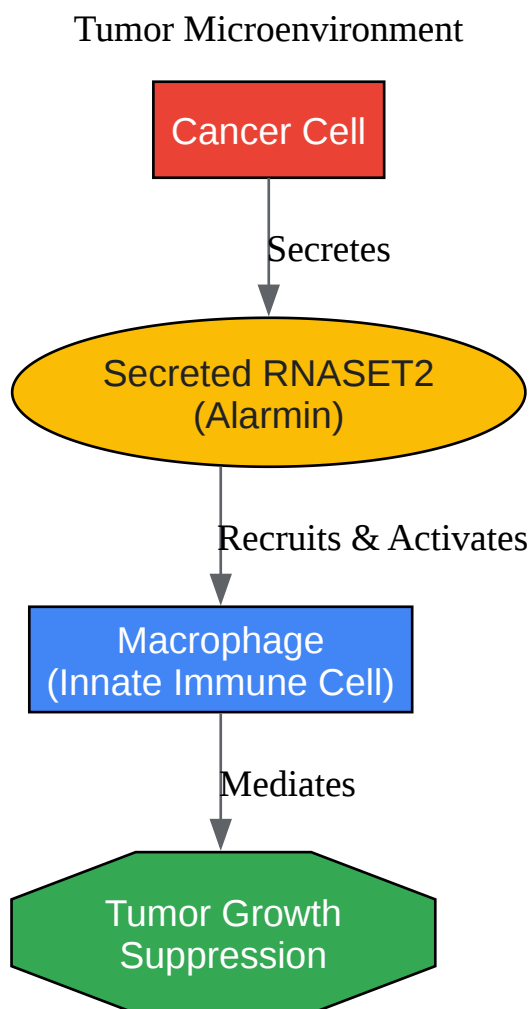 Tumor Microenvironment
Cancer Cell
Secretes
Secreted RNASET2
(Alarmin)
Recruits & Activates
Macrophage
(Innate Immune Cell)
Mediates
Tumor Growth
Suppression